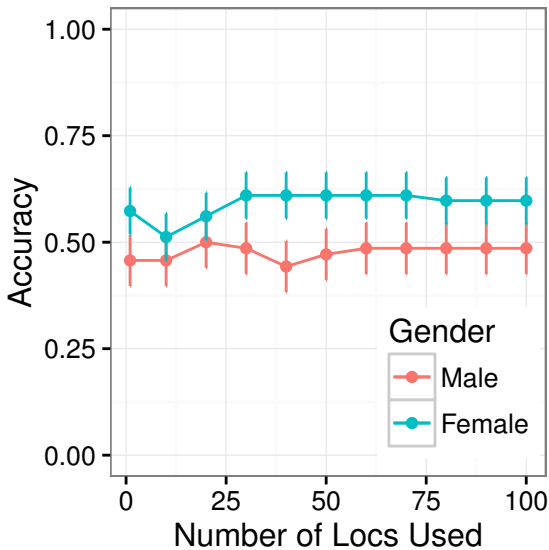 1.00
0.75
0.50
0.25
0.00
Accuracy
0 25 50 75 100
Number of Locs Used
Gender
Male
Female